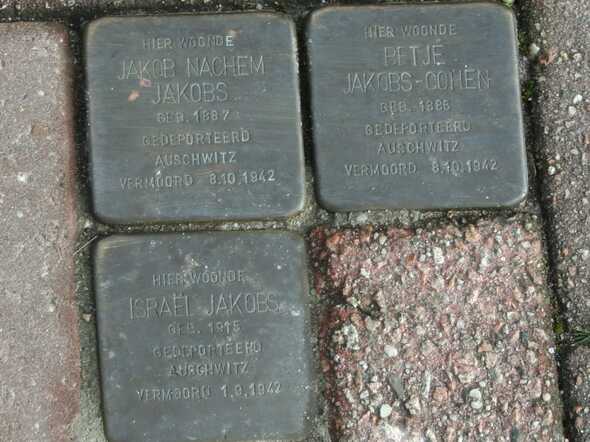 HIER WOONDE
JAKOB NACHEM
JAKOBS
GEB. 1887
GEDEPORTEERD
AUSCHWITZ
VERMOORD 8.10.1942
HIER WOONDE
BETJE
JAKOBS-COHEN
GEB. 1886
GEDEPORTEERD
AUSCHWITZ
VERMOORD 8.10.1942
HIER WOONDE
ISRAËL JAKOBS
GEB. 1915
GEDEPORTEERD
AUSCHWITZ
VERMOORD 1.9.1942